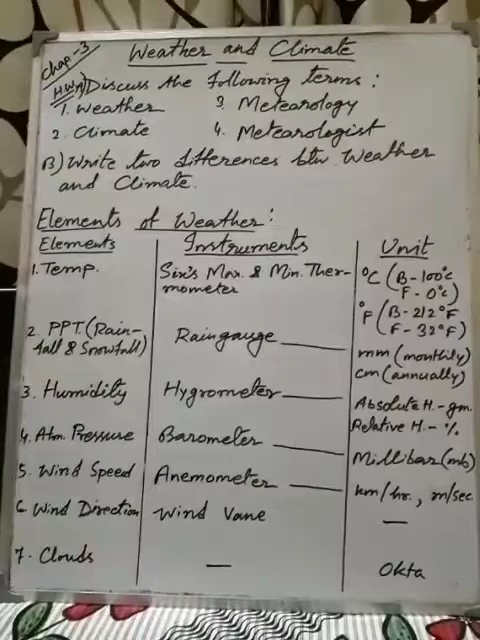 Chap.-3
Weather and Climate
H.W. A) Discuss the following terms:
1. Weather 3. Meteorology
2. Climate 4. Meteorologist
B) Write two differences btw. Weather
and Climate.
Elements of Weather:
Elements Instruments Unit
1. Temp. Six's Max. & Min. Ther-
mometer
°C (B-100°c
F-0°c)
°F (B-212°F
F-32°F)
2. PPT. (Rain-
fall & Snowfall)
Raingauge
mm (monthly)
cm (annually)
3. Humidity Hygrometer
Absolute H.- gm.
Relative H.- %
4. Atm. Pressure Barometer Millibar (mb)
5. Wind Speed Anemometer km/hr., m/sec.
6. Wind Direction Wind Vane —
7. Clouds — Okta